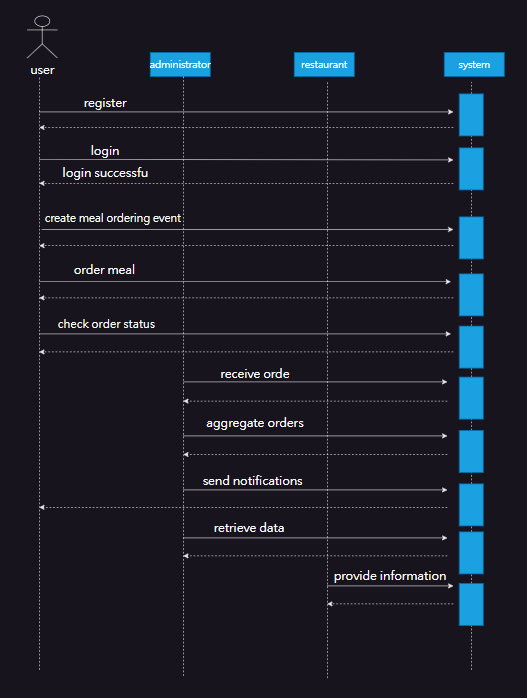 user
administrator
restaurant
system
register
login
login successfu
create meal ordering event
order meal
check order status
receive orde
aggregate orders
send notifications
retrieve data
provide information